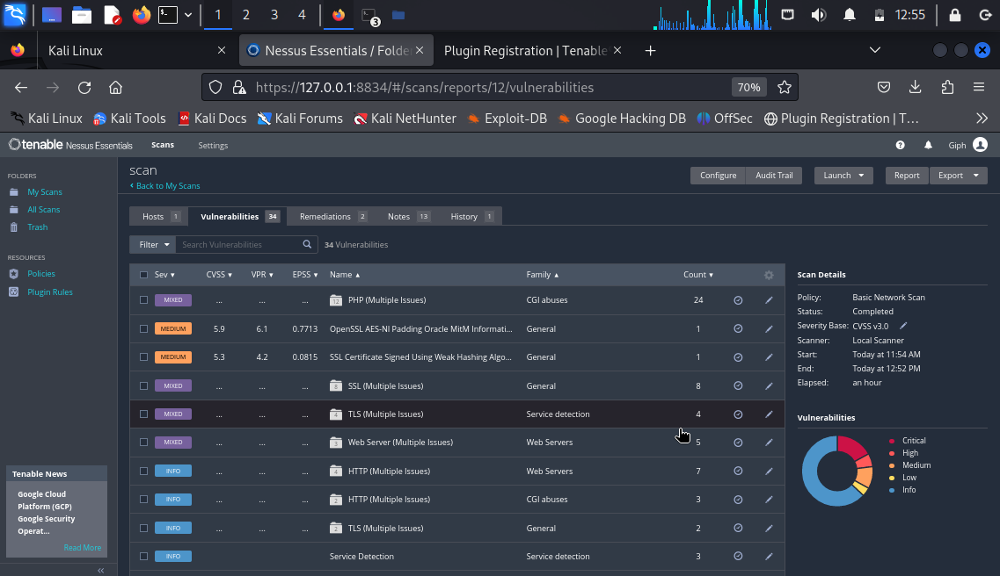 1 2 3 4 3 12:55
Kali Linux Nessus Essentials / Folde Plugin Registration | Tenable
https://127.0.0.1:8834/#/scans/reports/12/vulnerabilities 70%
Kali Linux Kali Tools Kali Docs Kali Forums Kali NetHunter Exploit-DB Google Hacking DB OffSec Plugin Registration | T…
tenable Nessus Essentials Scans Settings Giph
FOLDERS
My Scans
All Scans
Trash
RESOURCES
Policies
Plugin Rules
Tenable News
Google Cloud
Platform (GCP)
Google Security
Operat...
Read More
scan
Back to My Scans
Configure Audit Trail Launch Report Export
Hosts 1 Vulnerabilities 34 Remediations 2 Notes 13 History 1
Filter Search Vulnerabilities 34 Vulnerabilities
Sev CVSS VPR EPSS Name Family Count
MIXED ... ... ... 12 PHP (Multiple Issues) CGI abuses 24
MEDIUM 5.9 6.1 0.7713 OpenSSL AES-NI Padding Oracle MitM Informati... General 1
MEDIUM 5.3 4.2 0.0815 SSL Certificate Signed Using Weak Hashing Algo... General 1
MIXED ... ... ... 8 SSL (Multiple Issues) General 8
MIXED ... ... ... 4 TLS (Multiple Issues) Service detection 4
MIXED ... ... ... 3 Web Server (Multiple Issues) Web Servers 5
INFO ... ... ... 4 HTTP (Multiple Issues) Web Servers 7
INFO ... ... ... 2 HTTP (Multiple Issues) CGI abuses 3
INFO ... ... ... 2 TLS (Multiple Issues) General 2
INFO Service Detection Service detection 3
Scan Details
Policy: Basic Network Scan
Status: Completed
Severity Base: CVSS v3.0
Scanner: Local Scanner
Start: Today at 11:54 AM
End: Today at 12:52 PM
Elapsed: an hour
Vulnerabilities
Critical
High
Medium
Low
Info